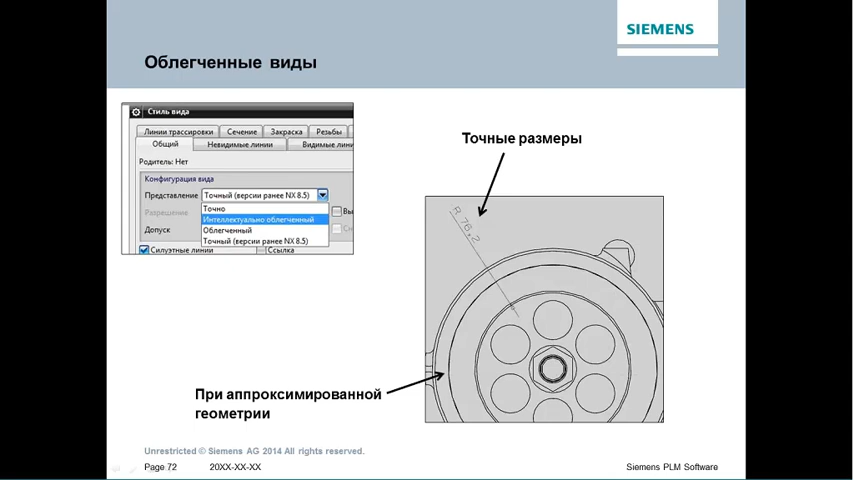 SIEMENS
Облегченные виды
Стиль вида
Линии трассировки Сечение Закраска Резьбы
Общий Невидимые линии Видимые лини
Родитель: Нет
Конфигурация вида
Представление Точный (версии ранее NX 8.5)
Точно
Разрешение Интеллектуально облегченный Вы
Допуск Облегченный
Точный (версии ранее NX 8.5)
Силуэтные линии Ссылка
Точные размеры
R 76,2
При аппроксимированной
геометрии
Unrestricted © Siemens AG 2014 All rights reserved.
Page 72 20XX-XX-XX Siemens PLM Software